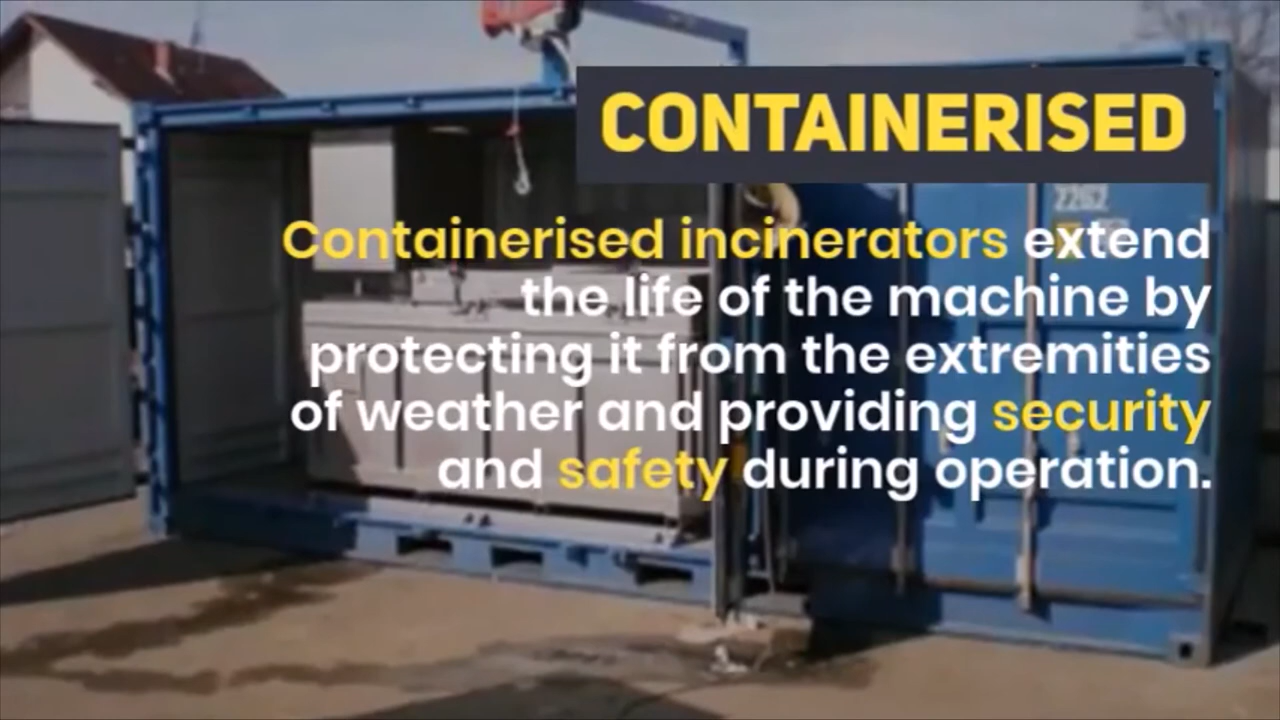 CONTAINERISED
2262
Containerised incinerators extend
the life of the machine by
protecting it from the extremities
of weather and providing security
and safety during operation.